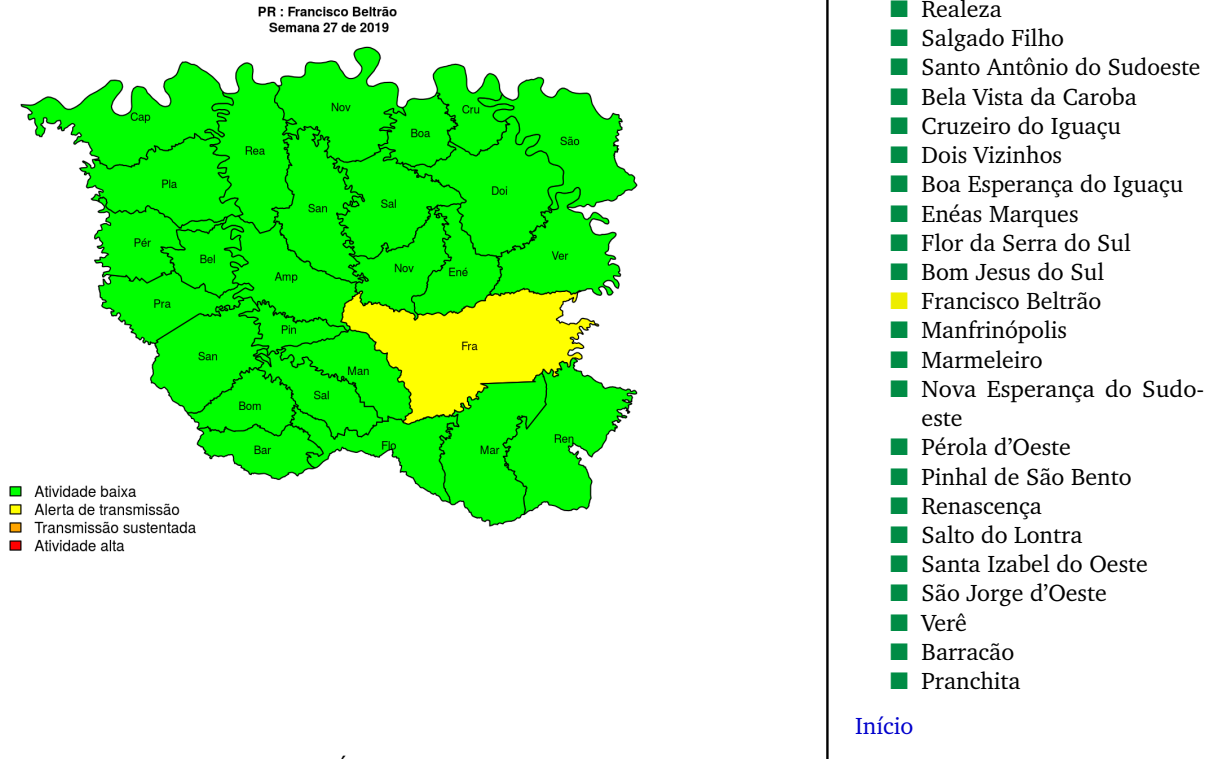 PR : Francisco Beltrão
Semana 27 de 2019
Cap
Nov
Cru
Boa
São
Rea
Pla
Doi
San
Sal
Pér
Bel
Ver
Nov
Ené
Amp
Pra
Pin
Fra
San
Man
Sal
Bom
Flo
Ren
Bar
Mar
Atividade baixa
Alerta de transmissão
Transmissão sustentada
Atividade alta
Realeza
Salgado Filho
Santo Antônio do Sudoeste
Bela Vista da Caroba
Cruzeiro do Iguaçu
Dois Vizinhos
Boa Esperança do Iguaçu
Enéas Marques
Flor da Serra do Sul
Bom Jesus do Sul
Francisco Beltrão
Manfrinópolis
Marmeleiro
Nova Esperança do Sudo-
este
Pérola d'Oeste
Pinhal de São Bento
Renascença
Salto do Lontra
Santa Izabel do Oeste
São Jorge d'Oeste
Verê
Barracão
Pranchita
Início